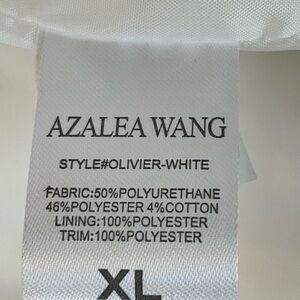 AZALEA WANG
STYLE#OLIVIER-WHITE
FABRIC:50%POLYURETHANE
46%POLYESTER 4%COTTON
LINING:100%POLYESTER
TRIM:100%POLYESTER
XL